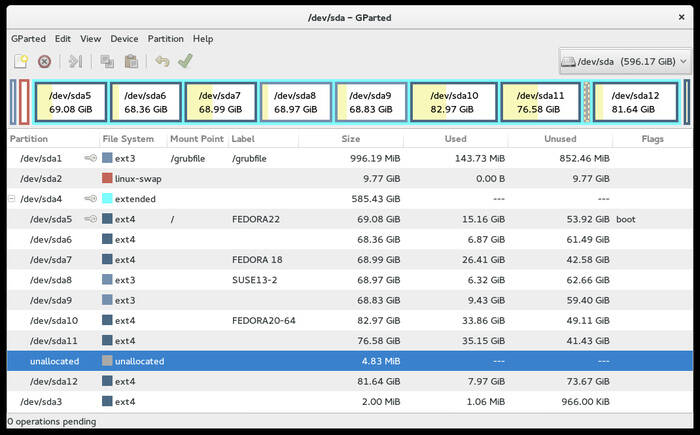 /dev/sda – GParted
GParted Edit View Device Partition Help
/dev/sda (596.17 GiB)
/dev/sda5 /dev/sda6 /dev/sda7 /dev/sda8 /dev/sda9 /dev/sda10 /dev/sda11 /dev/sda12
69.08 GiB 68.36 GiB 68.99 GiB 68.97 GiB 68.83 GiB 82.97 GiB 76.58 GiB 81.64 GiB
Partition File System Mount Point Label Size Used Unused Flags
/dev/sda1 ext3 /grubfile /grubfile 996.19 MiB 143.73 MiB 852.46 MiB
/dev/sda2 linux-swap 9.77 GiB 0.00 B 9.77 GiB
/dev/sda4 extended 585.43 GiB --- ---
/dev/sda5 ext4 / FEDORA22 69.08 GiB 15.16 GiB 53.92 GiB boot
/dev/sda6 ext4 68.36 GiB 6.87 GiB 61.49 GiB
/dev/sda7 ext4 FEDORA 18 68.99 GiB 26.41 GiB 42.58 GiB
/dev/sda8 ext3 SUSE13-2 68.97 GiB 6.32 GiB 62.66 GiB
/dev/sda9 ext3 68.83 GiB 9.43 GiB 59.40 GiB
/dev/sda10 ext4 FEDORA20-64 82.97 GiB 33.86 GiB 49.11 GiB
/dev/sda11 ext4 76.58 GiB 35.15 GiB 41.43 GiB
unallocated unallocated 4.83 MiB --- ---
/dev/sda12 ext4 81.64 GiB 7.97 GiB 73.67 GiB
/dev/sda3 ext4 2.00 MiB 1.06 MiB 966.00 KiB
0 operations pending